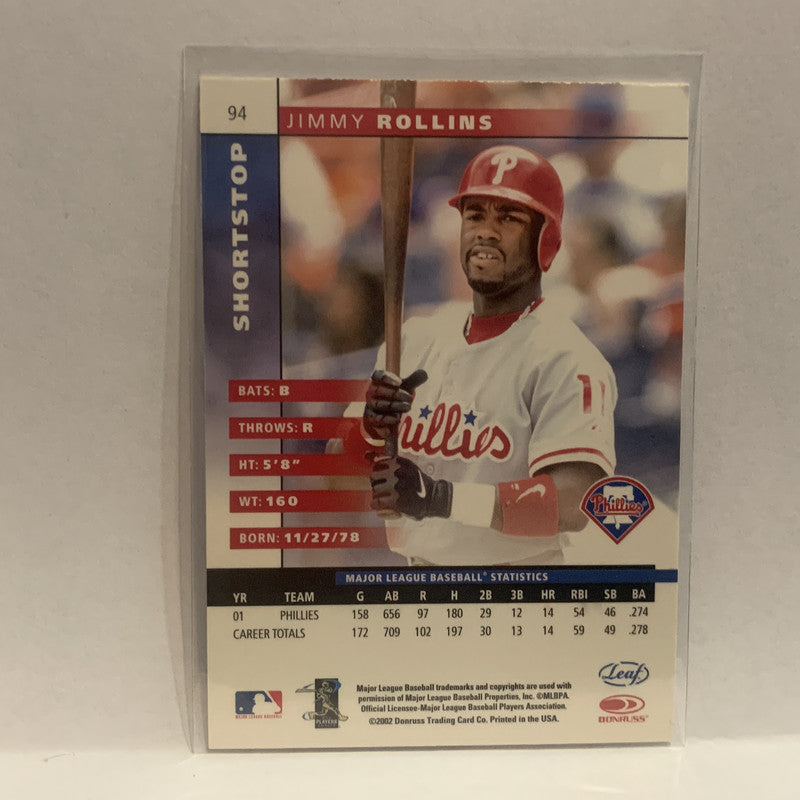 94
JIMMY ROLLINS
SHORTSTOP
P
BATS: B
THROWS: R
HT: 5'8"
WT: 160
BORN: 11/27/78
Phillies
11
Phillies
MAJOR LEAGUE BASEBALL® STATISTICS
YR TEAM G AB R H 2B 3B HR RBI SB BA
01 PHILLIES 158 656 97 180 29 12 14 54 46 .274
CAREER TOTALS 172 709 102 197 30 13 14 59 49 .278
Major League Baseball trademarks and copyrights are used with
permission of Major League Baseball Properties, Inc. ©MLBPA.
Official Licensee-Major League Baseball Players Association.
©2002 Donruss Trading Card Co. Printed in the USA.
MAJOR LEAGUE BASEBALL
PLAYERS
Leaf
DONRUSS